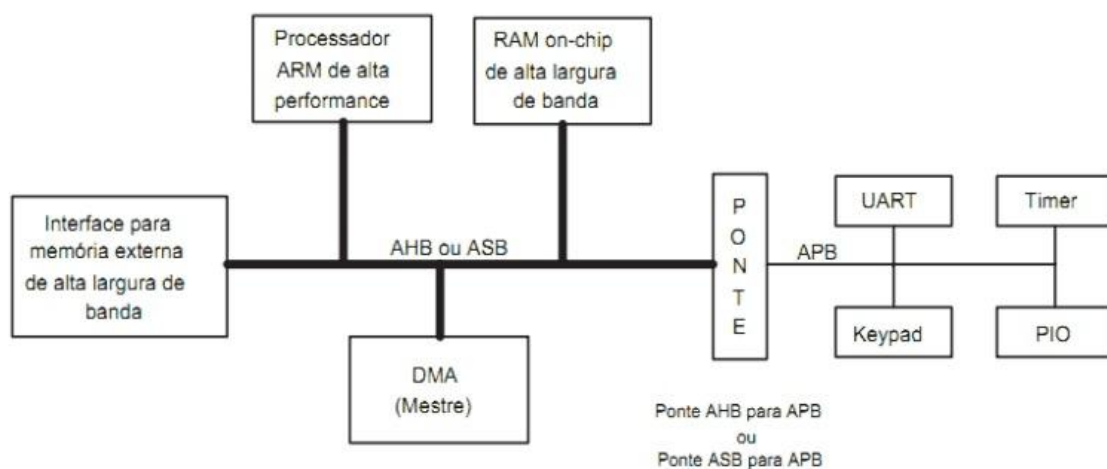 Processador
ARM de alta
performance
RAM on-chip
de alta largura
de banda
Interface para
memória externa
de alta largura de
banda
AHB ou ASB
DMA
(Mestre)
P
O
N
T
E
APB
UART
Timer
Keypad
PIO
Ponte AHB para APB
ou
Ponte ASB para APB